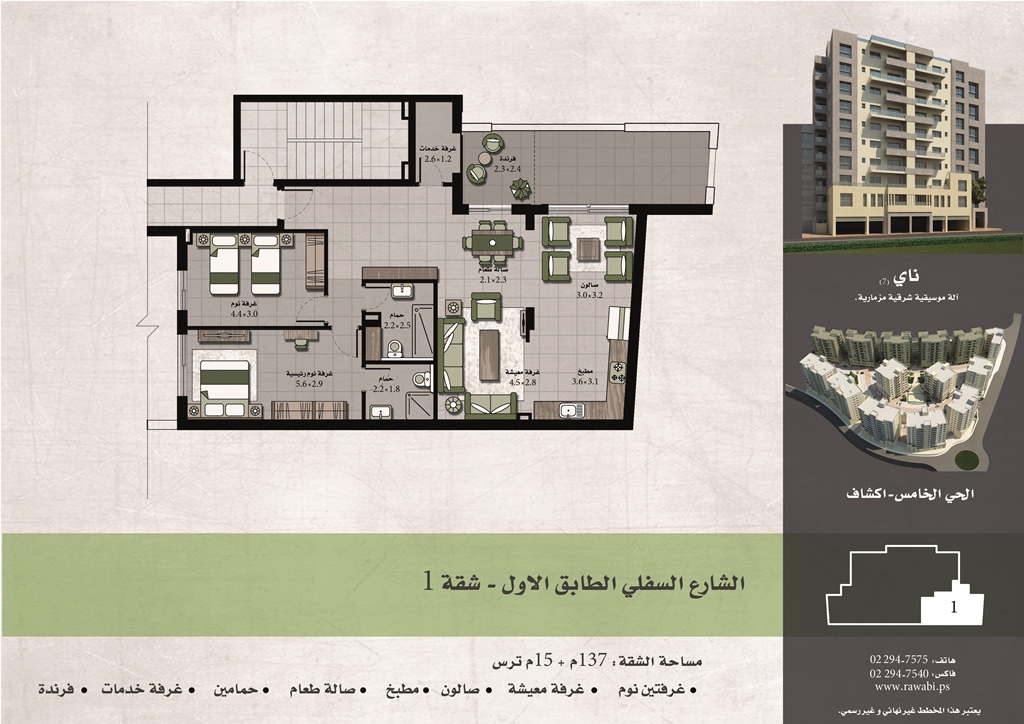 غرفة خدمات
2.6×1.2
فرندة
2.3×2.4
صالة طعام
2.1×2.3
صالون
3.0×3.2
غرفة نوم
4.4×3.0
حمام
2.2×2.5
غرفة نوم رئيسية
5.6×2.9
حمام
2.2×1.8
غرفة معيشة
4.5×2.8
مطبخ
3.6×3.1
ناي (7)
آلة موسيقية شرقية مزمارية.
الحي الخامس-اكشاف
1
الشارع السفلي الطابق الاول - شقة 1
مساحة الشقة: 137م + 15م ترس
• غرفتين نوم • غرفة معيشة • صالون • مطبخ • صالة طعام • حمامين • غرفة خدمات • فرندة
هاتف: 02 294-7575
فاكس: 02 294-7540
www.rawabi.ps
يعتبر هذا المخطط غير نهائي و غير رسمي.